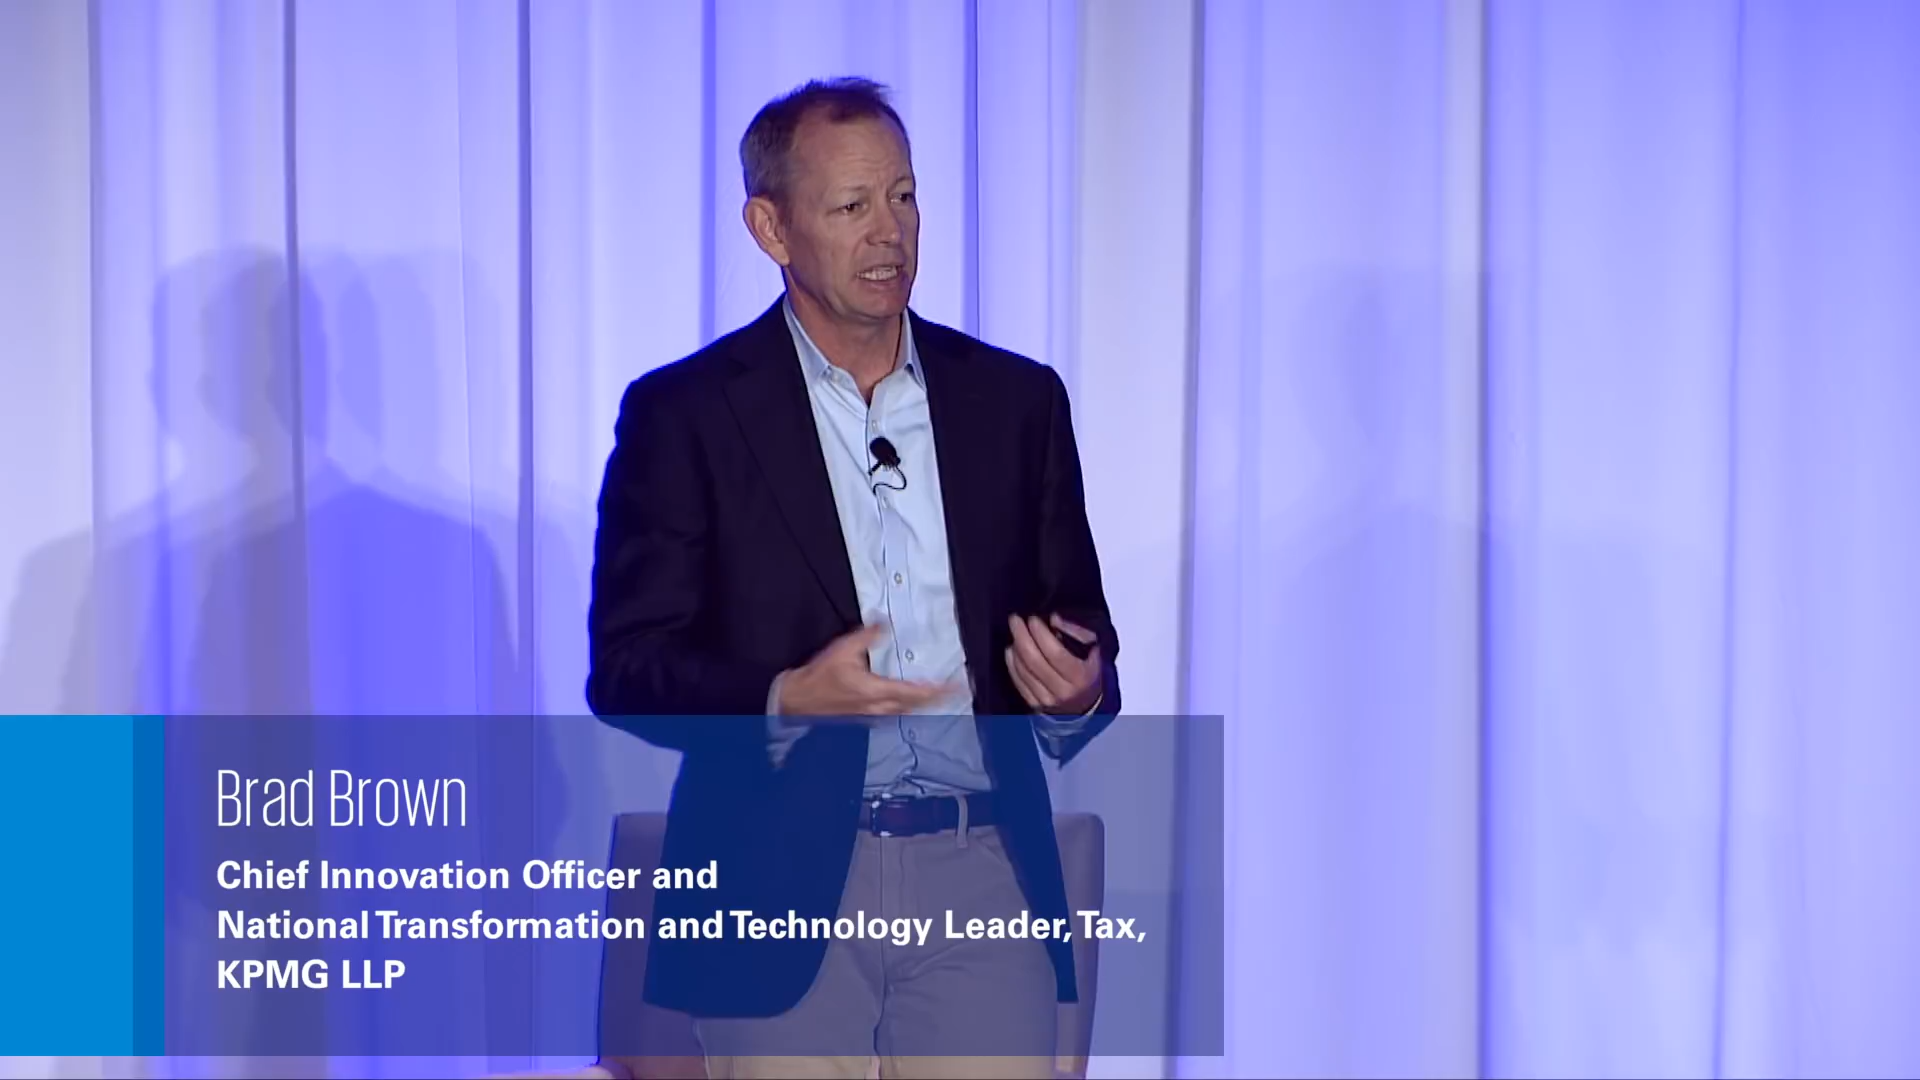 Brad Brown
Chief Innovation Officer and
National Transformation and Technology Leader, Tax,
KPMG LLP